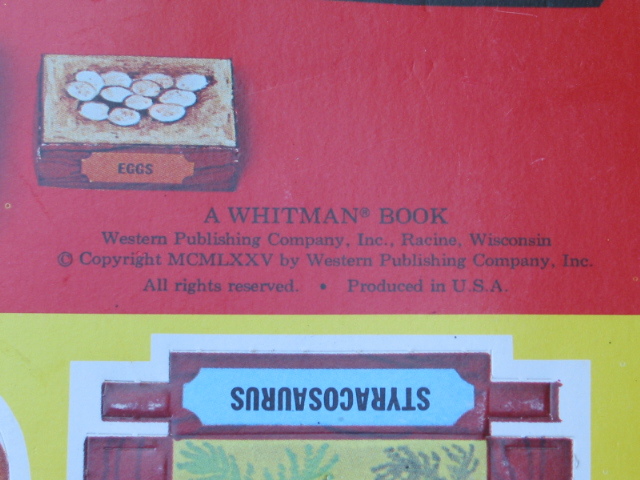 EGGS
A WHITMAN® BOOK
Western Publishing Company, Inc., Racine, Wisconsin
© Copyright MCMLXXV by Western Publishing Company, Inc.
All rights reserved. • Produced in U.S.A.
STYRACOSAURUS